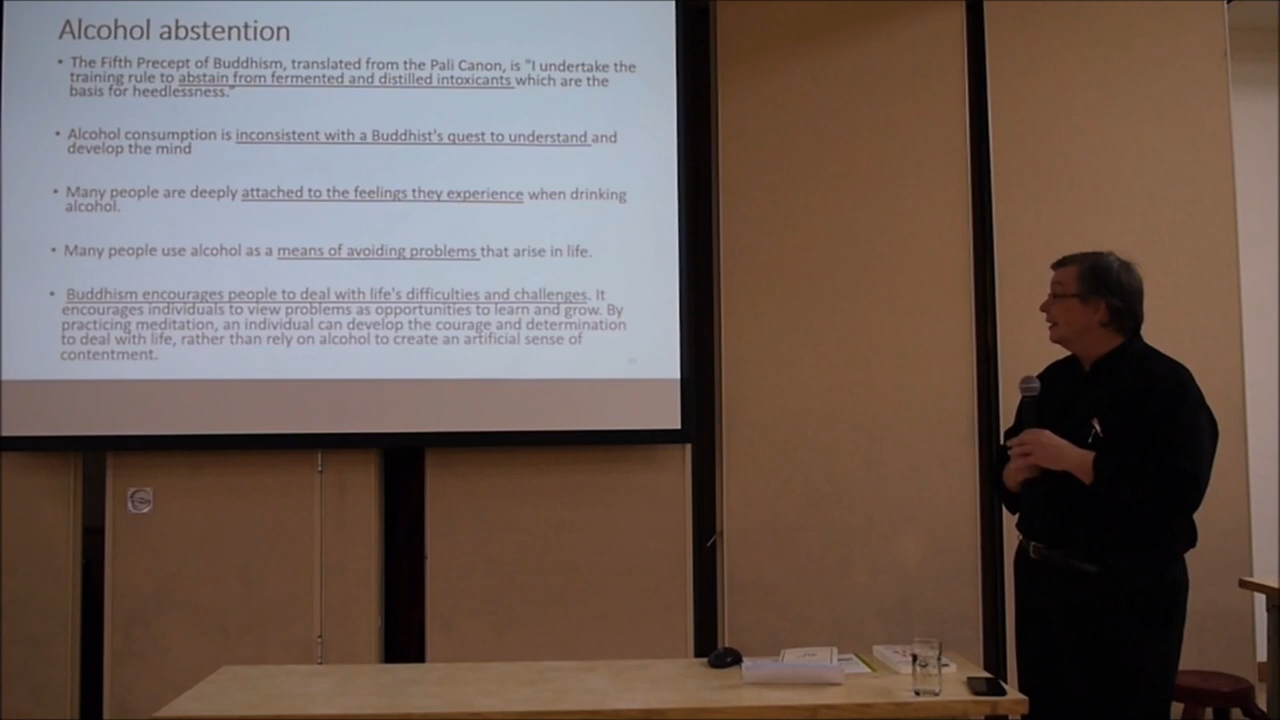 Alcohol abstention
• The Fifth Precept of Buddhism, translated from the Pali Canon, is "I undertake the
training rule to abstain from fermented and distilled intoxicants which are the
basis for heedlessness."
• Alcohol consumption is inconsistent with a Buddhist's quest to understand and
develop the mind
• Many people are deeply attached to the feelings they experience when drinking
alcohol.
• Many people use alcohol as a means of avoiding problems that arise in life.
• Buddhism encourages people to deal with life's difficulties and challenges. It
encourages individuals to view problems as opportunities to learn and grow. By
practicing meditation, an individual can develop the courage and determination
to deal with life, rather than rely on alcohol to create an artificial sense of
contentment.